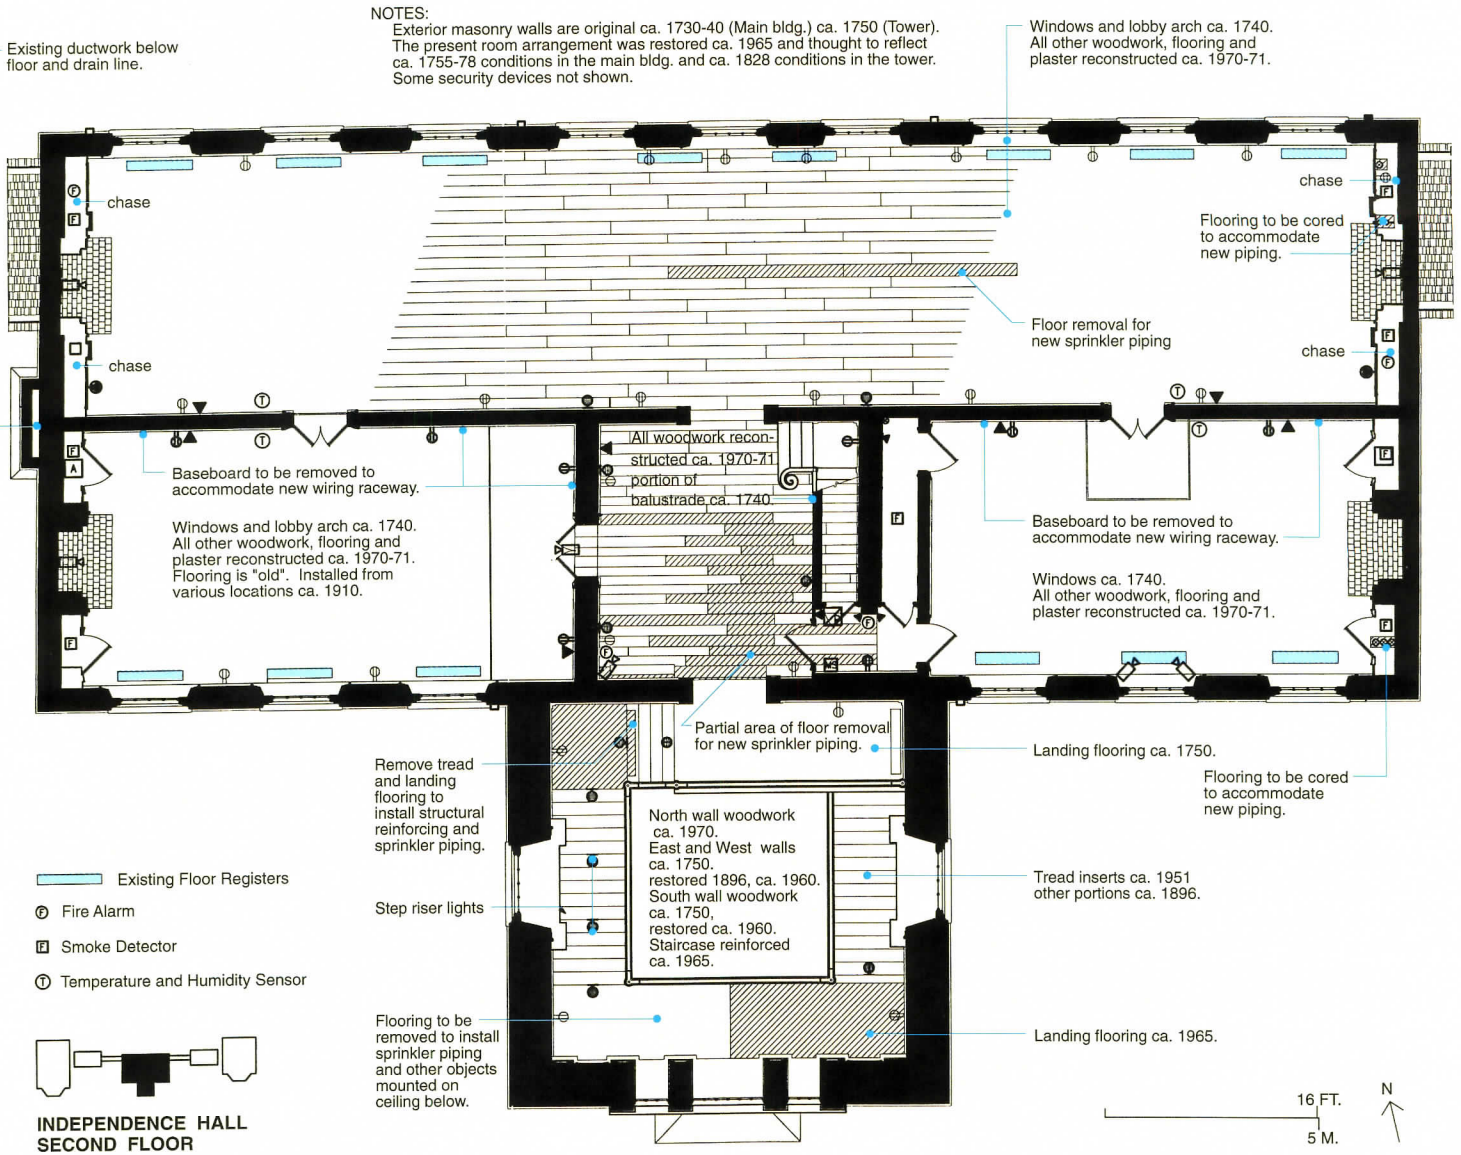 NOTES:
Exterior masonry walls are original ca. 1730-40 (Main bldg.) ca. 1750 (Tower).
The present room arrangement was restored ca. 1965 and thought to reflect
ca. 1755-78 conditions in the main bldg. and ca. 1828 conditions in the tower.
Some security devices not shown.
Existing ductwork below
floor and drain line.
Windows and lobby arch ca. 1740.
All other woodwork, flooring and
plaster reconstructed ca. 1970-71.
F
F
chase
chase
chase
F
Flooring to be cored
to accommodate
new piping.
Floor removal for
new sprinkler piping
chase
F
F
chase
T
T
T
T
F
A
Baseboard to be removed to
accommodate new wiring raceway.
Windows and lobby arch ca. 1740.
All other woodwork, flooring and
plaster reconstructed ca. 1970-71.
Flooring is "old". Installed from
various locations ca. 1910.
F
All woodwork recon-
structed ca. 1970-71
portion of
balustrade ca. 1740.
F
F
F
F
Baseboard to be removed to
accommodate new wiring raceway.
Windows ca. 1740.
All other woodwork, flooring and
plaster reconstructed ca. 1970-71.
F
Partial area of floor removal
for new sprinkler piping.
Landing flooring ca. 1750.
Flooring to be cored
to accommodate
new piping.
Remove tread
and landing
flooring to
install structural
reinforcing and
sprinkler piping.
North wall woodwork
ca. 1970.
East and West walls
ca. 1750.
restored 1896, ca. 1960.
South wall woodwork
ca. 1750,
restored ca. 1960.
Staircase reinforced
ca. 1965.
Tread inserts ca. 1951
other portions ca. 1896.
Step riser lights
Flooring to be
removed to install
sprinkler piping
and other objects
mounted on
ceiling below.
Landing flooring ca. 1965.
Existing Floor Registers
F Fire Alarm
F Smoke Detector
T Temperature and Humidity Sensor
INDEPENDENCE HALL
SECOND FLOOR
16 FT.
5 M.
N